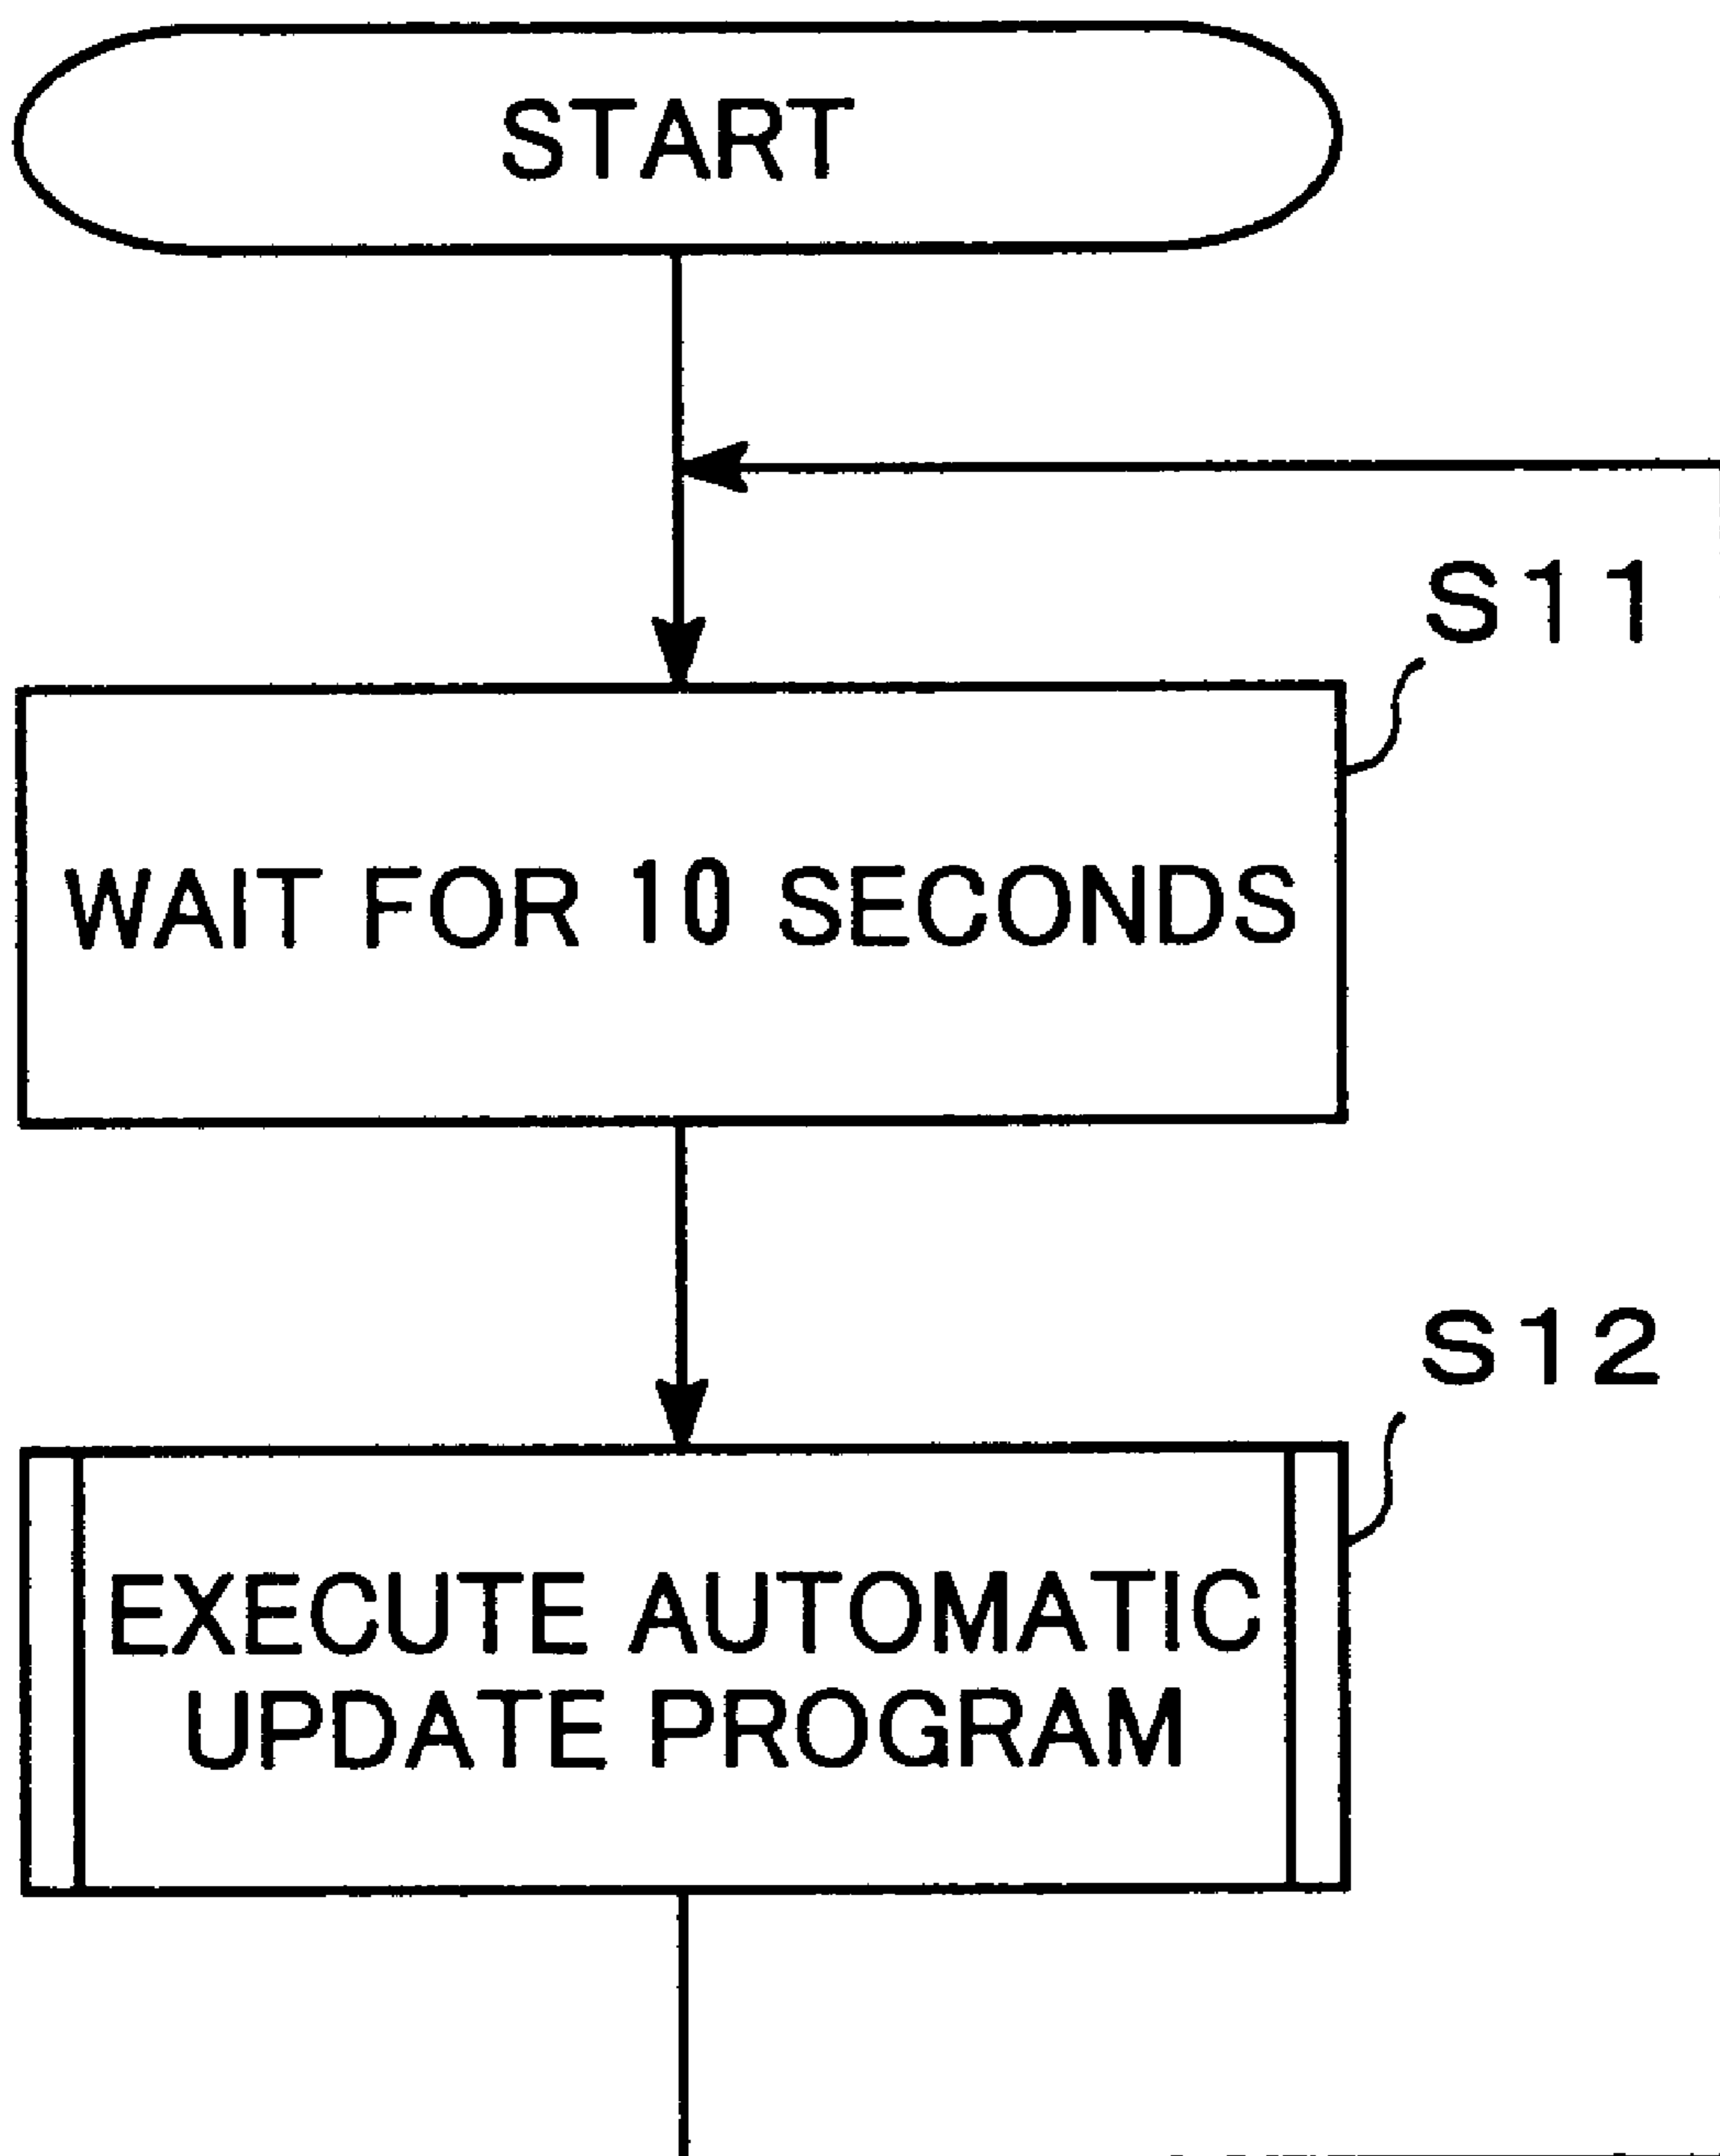 START
S11
WAIT FOR 10 SECONDS
S12
EXECUTE AUTOMATIC
UPDATE PROGRAM